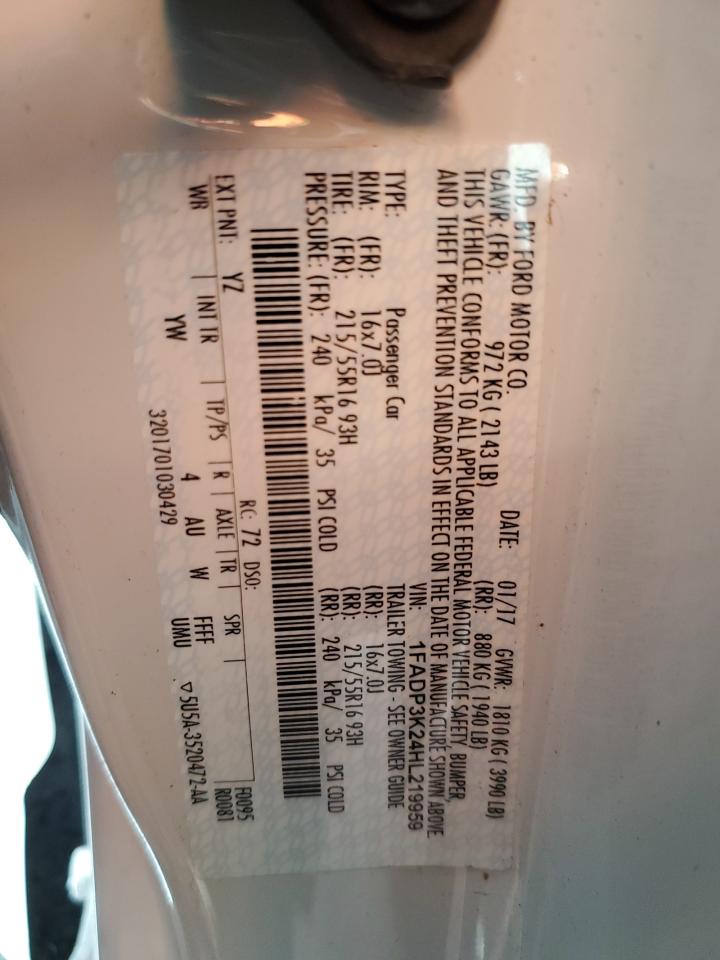 MFD. BY FORD MOTOR CO.
DATE: 01/17 GVWR: 1810 KG ( 3990 LB)
GAWR: (FR): 972 KG ( 2143 LB) (RR): 880 KG ( 1940 LB)
THIS VEHICLE CONFORMS TO ALL APPLICABLE FEDERAL MOTOR VEHICLE SAFETY, BUMPER,
AND THEFT PREVENTION STANDARDS IN EFFECT ON THE DATE OF MANUFACTURE SHOWN ABOVE.
VIN: 1FADP3K24HL219959
TYPE: Passenger Car TRAILER TOWING - SEE OWNER GUIDE
RIM: (FR): 16x7.0J (RR): 16x7.0J
TIRE: (FR): 215/55R16 93H (RR): 215/55R16 93H
PRESSURE: (FR): 240 kPa/ 35 PSI COLD (RR): 240 kPa/ 35 PSI COLD
RC: 72 DSO: F0095
EXT PNT: YZ R0081
WB | INT TR | TP/PS | R | AXLE | TR | SPR |
YW 4 AU W FFFF
3201701030429 UMU ▽5U5A-3520472-AA